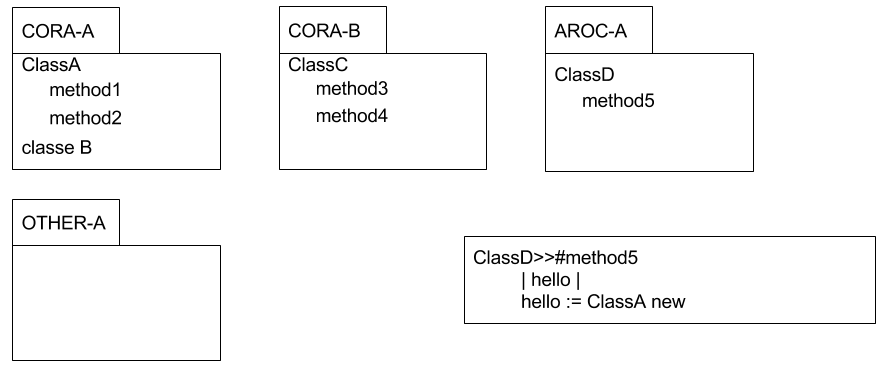 CORA-A
ClassA
method1
method2
classe B
CORA-B
ClassC
method3
method4
AROC-A
ClassD
method5
OTHER-A
ClassD>>#method5
| hello |
hello := ClassA new